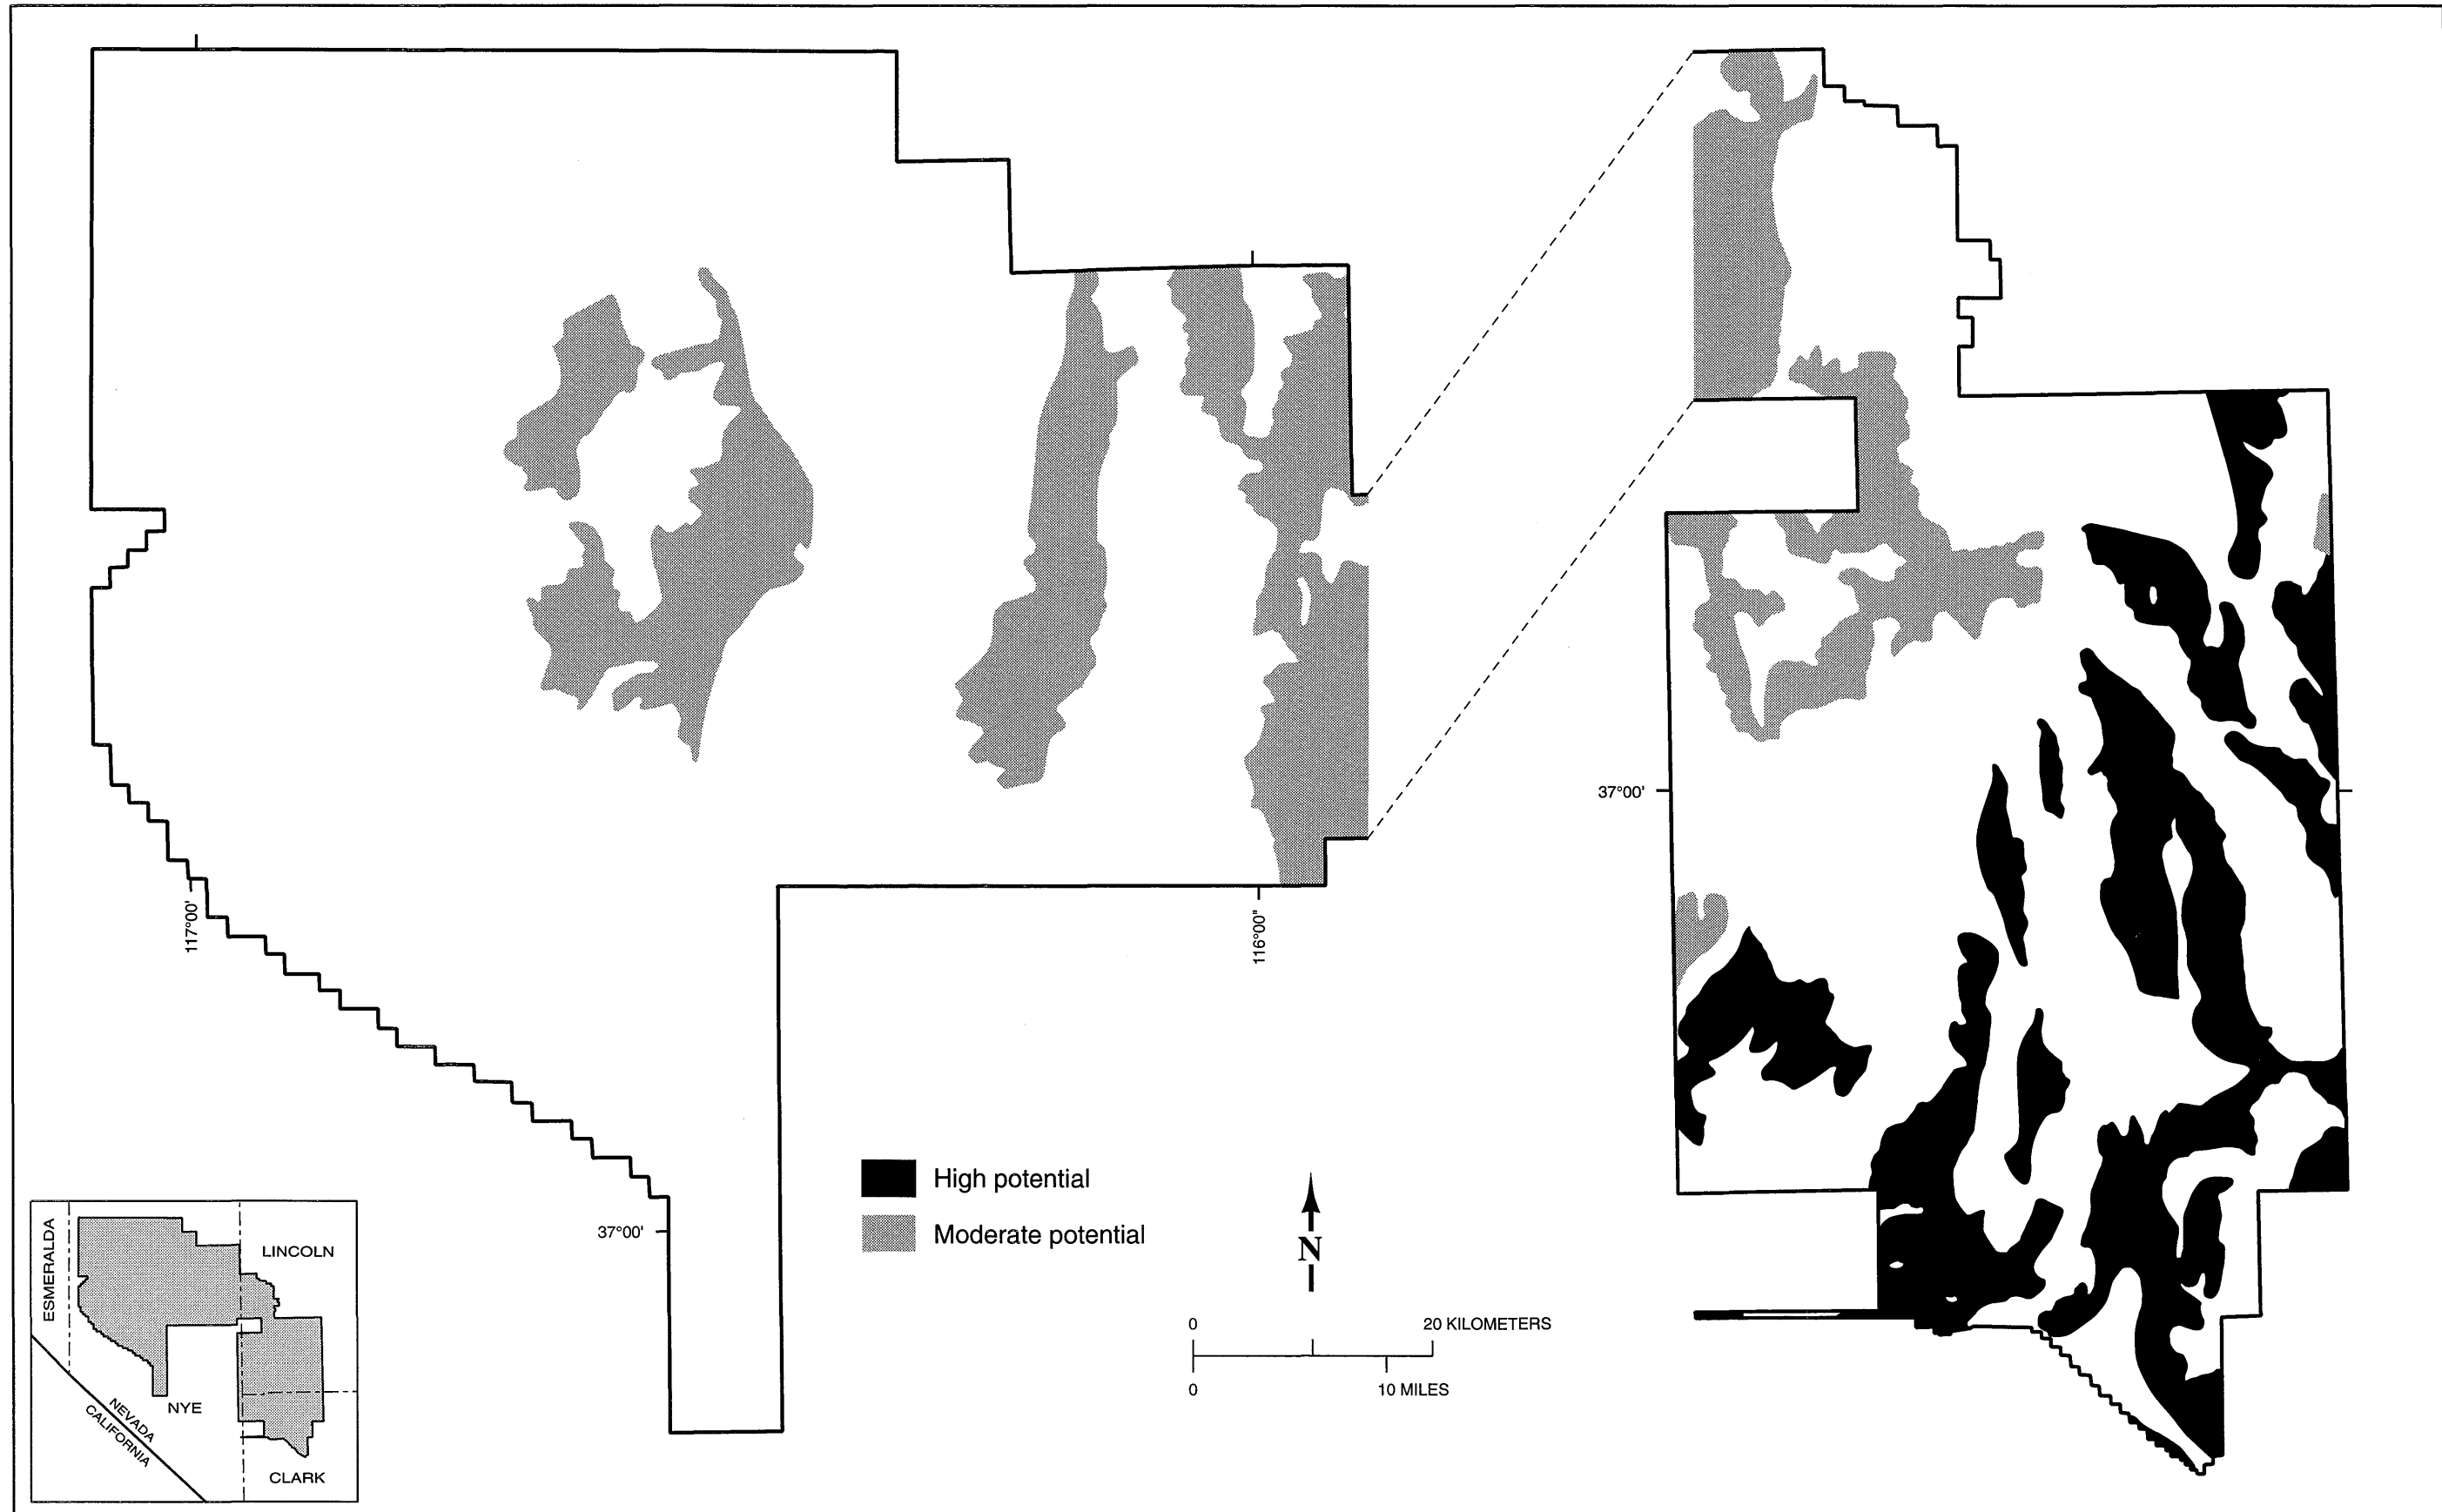 37°00'
117°00'
116°00"
High potential
Moderate potential
37°00'
N
0
20 KILOMETERS
0
10 MILES
ESMERALDA
LINCOLN
NYE
NEVADA
CALIFORNIA
CLARK